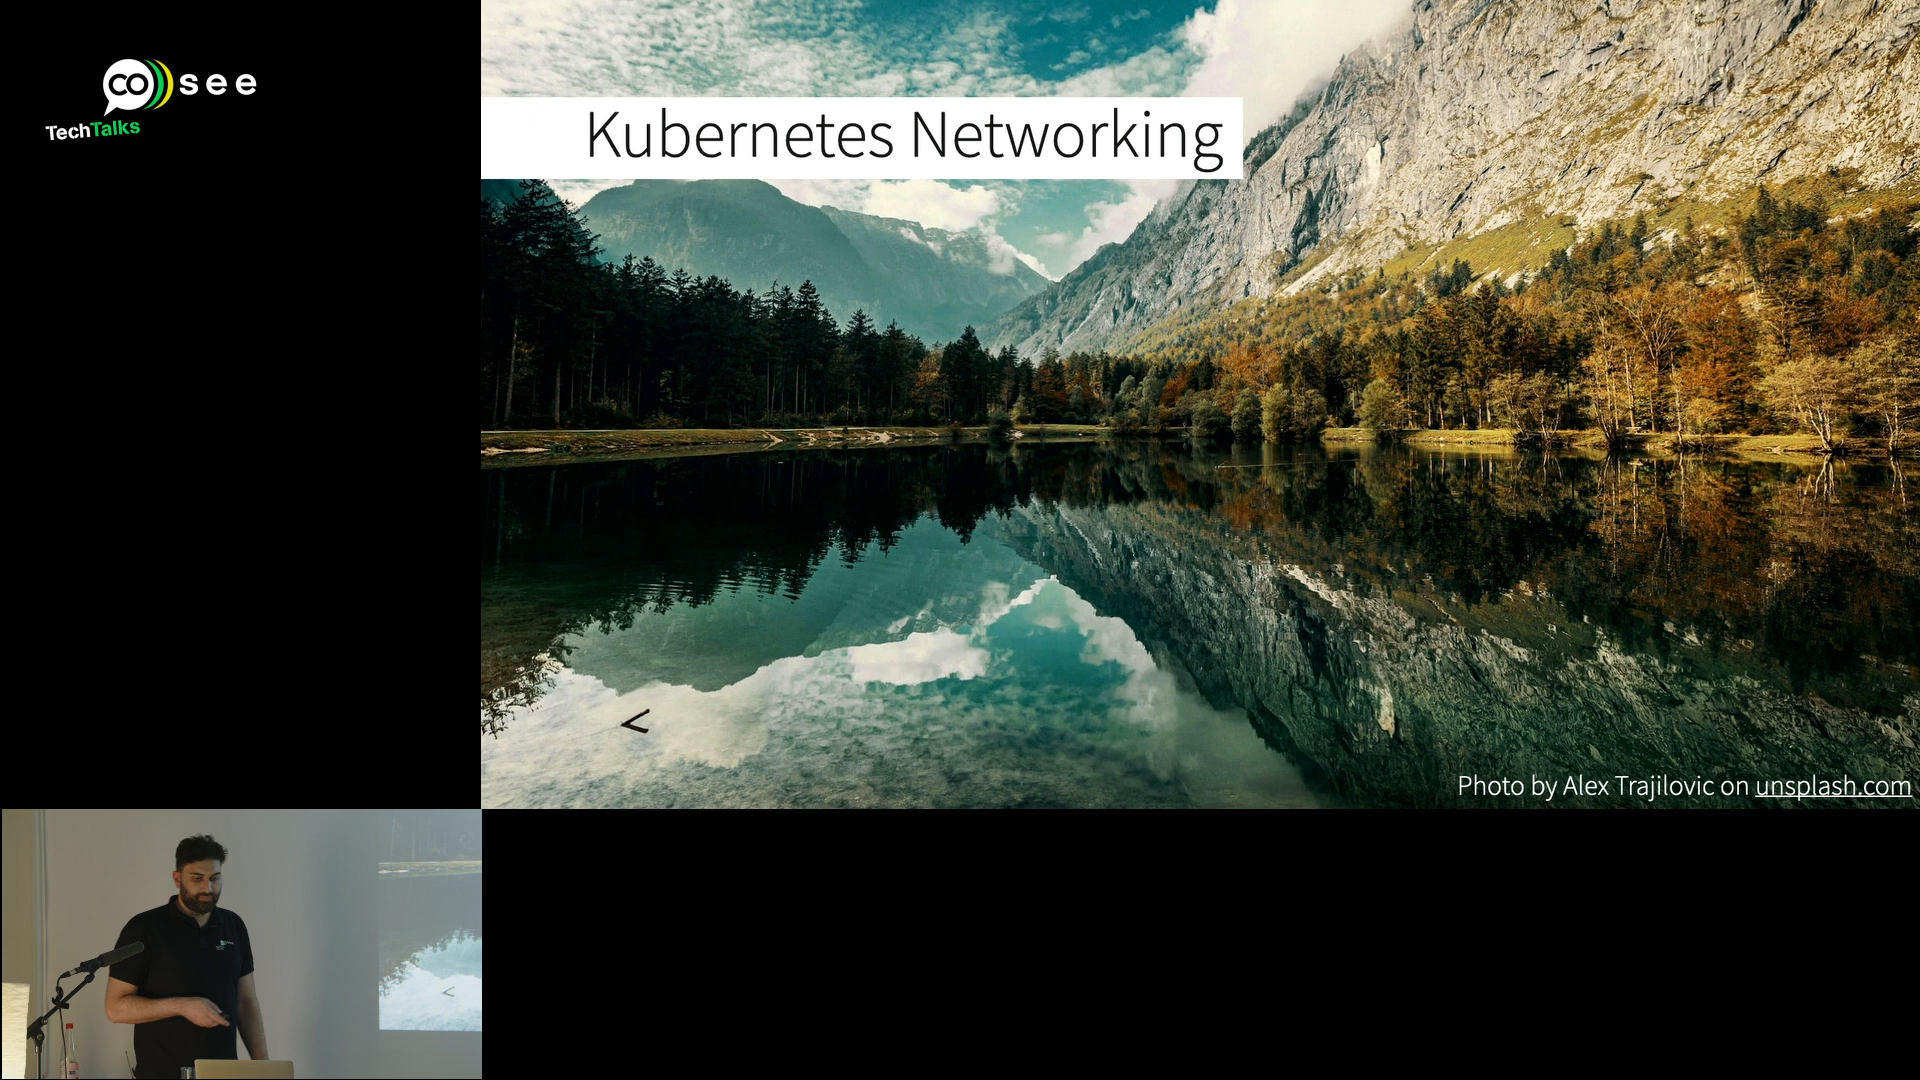 co see
TechTalks
Kubernetes Networking
Photo by Alex Trajilovic on unsplash.com